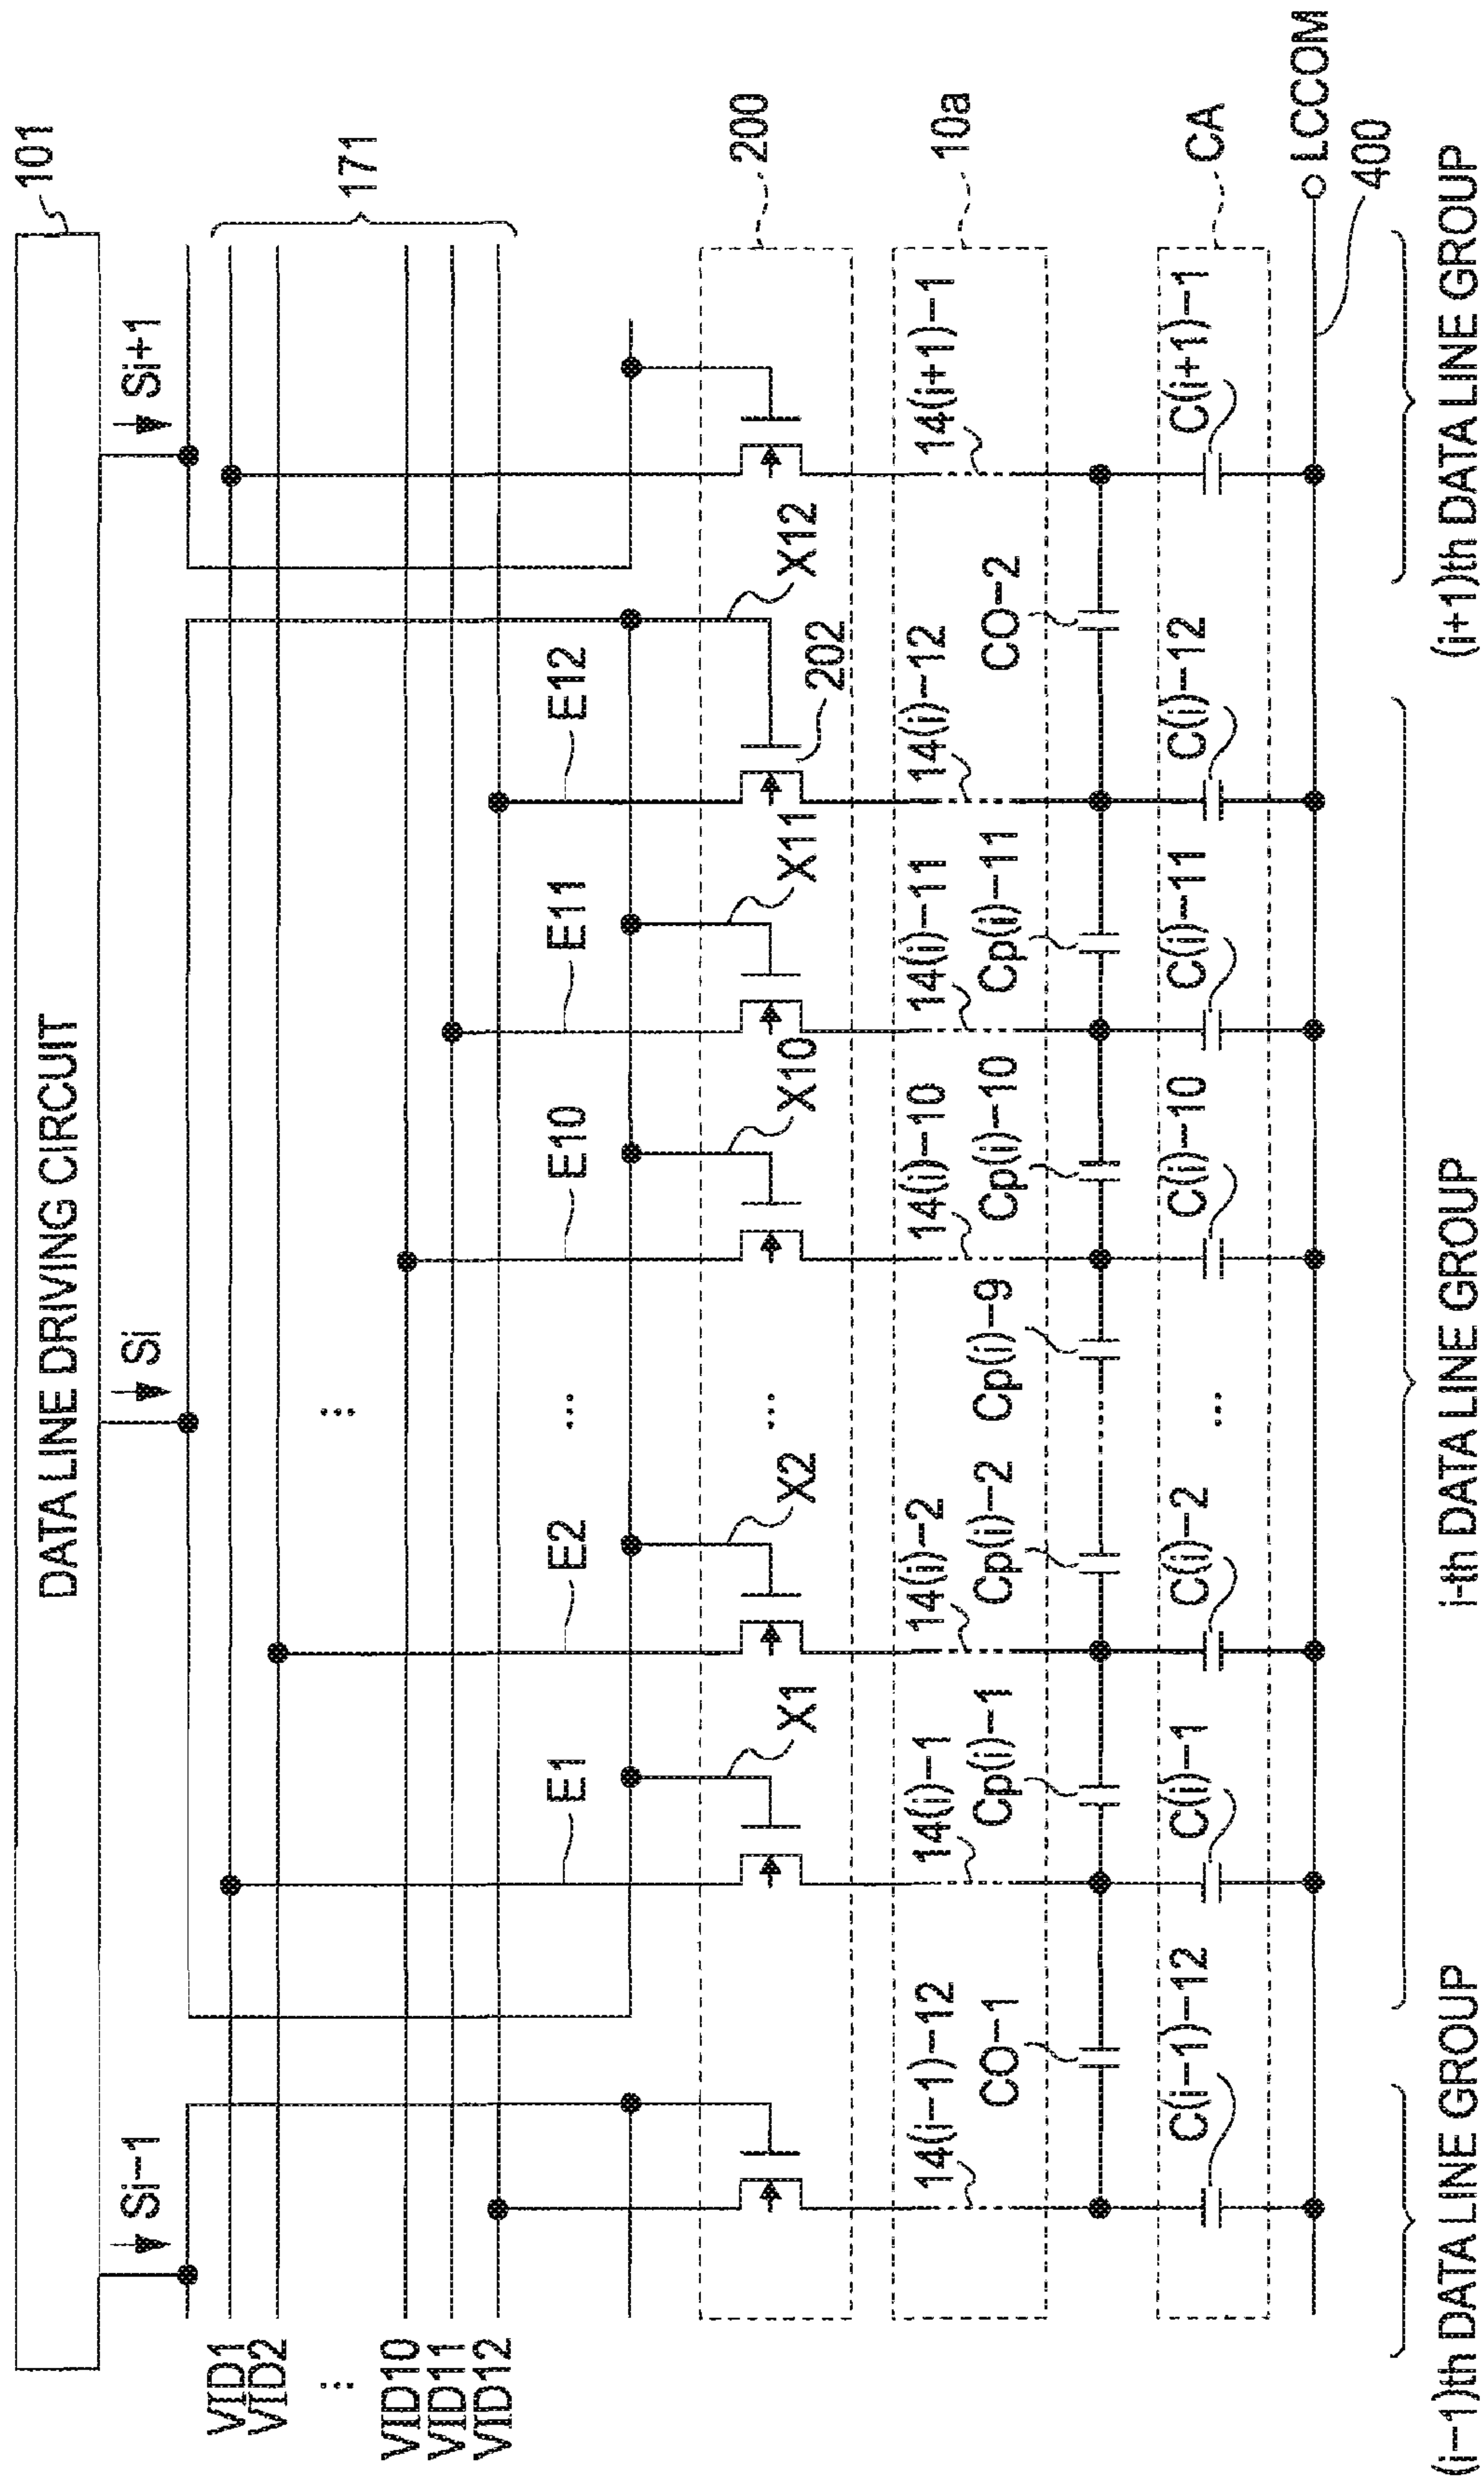 DATA LINE DRIVING CIRCUIT
101
Si−1
Si
Si+1
VID1
VID2
⋮
VID10
VID11
VID12
171
...
E1
E2
...
E10
E11
E12
X1
X2
...
X10
X11
X12
202
200
14(i−1)−12
14(i)−1
14(i)−2
14(i)−10
14(i)−11
14(i)−12
14(i+1)−1
10a
CO−1
Cp(i)−1
Cp(i)−2
Cp(i)−9
Cp(i)−10
Cp(i)−11
CO−2
C(i−1)−12
C(i)−1
C(i)−2
...
C(i)−10
C(i)−11
C(i)−12
C(i+1)−1
CA
LCCOM
400
(i−1)th DATA LINE GROUP
i-th DATA LINE GROUP
(i+1)th DATA LINE GROUP